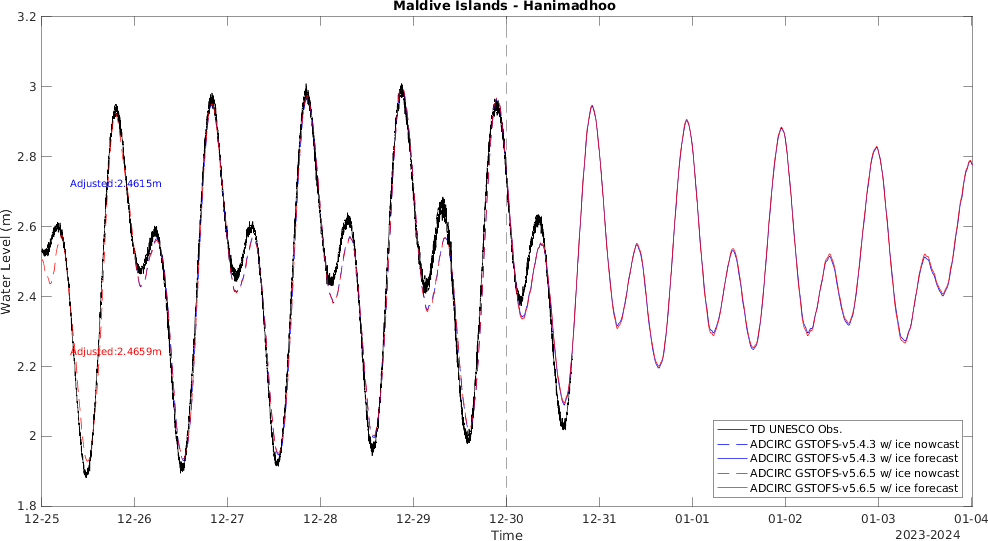 Maldive Islands - Hanimadhoo
Water Level (m)
3.2
3
2.8
2.6
2.4
2.2
2
1.8
Adjusted:2.4615m
Adjusted:2.4659m
TD UNESCO Obs.
ADCIRC GSTOFS-v5.4.3 w/ ice nowcast
ADCIRC GSTOFS-v5.4.3 w/ ice forecast
ADCIRC GSTOFS-v5.6.5 w/ ice nowcast
ADCIRC GSTOFS-v5.6.5 w/ ice forecast
12-25 12-26 12-27 12-28 12-29 12-30 12-31 01-01 01-02 01-03 01-04
Time
2023-2024